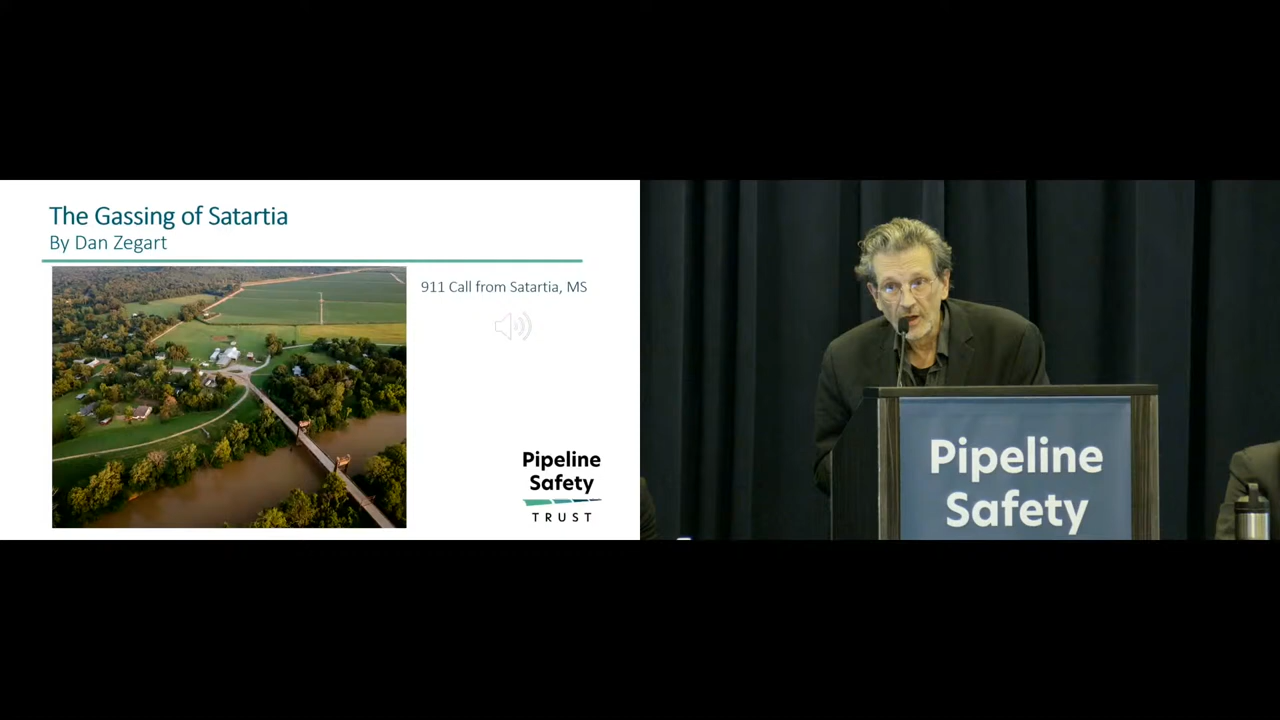 The Gassing of Satartia
By Dan Zegart
911 Call from Satartia, MS
Pipeline
Safety
TRUST
Pipeline
Safety